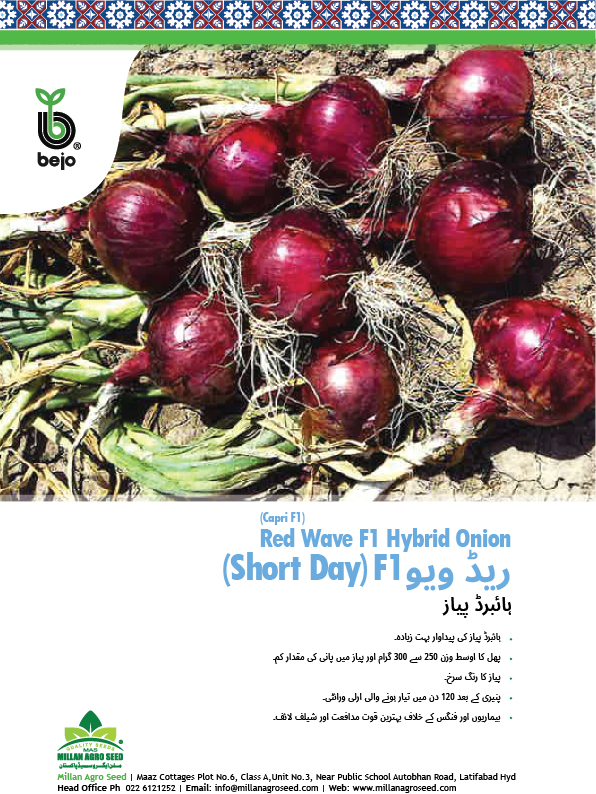 bejo®
(Capri F1)
Red Wave F1 Hybrid Onion
ریڈ ویو F1 (Short Day)
ہائبرڈ پیاز
ہائبرڈ پیاز کی پیداوار بہت زیادہ۔
پھل کا اوسط وزن 250 سے 300 گرام اور پیاز میں پانی کی مقدار کم۔
پیاز کا رنگ سرخ۔
پنیری کے بعد 120 دن میں تیار ہونے والی ارلی ورائٹی۔
بیماریوں اور فنگس کے خلاف بہترین قوت مدافعت اور شیلف لائف۔
QUALITY SEEDS
MAS
MILLAN AGRO SEED
ملن ایگرو سیڈ پاکستان
Millan Agro Seed | Maaz Cottages Plot No.6, Class A,Unit No.3, Near Public School Autobhan Road, Latifabad Hyd
Head Office Ph 022 6121252 | Email: info@millanagroseed.com | Web: www.millanagroseed.com